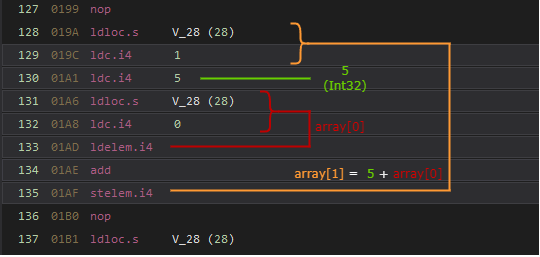 127 0199 nop
128 019A ldloc.s V_28 (28)
129 019C ldc.i4 1
130 01A1 ldc.i4 5 5
(Int32)
131 01A6 ldloc.s V_28 (28)
132 01A8 ldc.i4 0 array[0]
133 01AD ldelem.i4
134 01AE add array[1] = 5 + array[0]
135 01AF stelem.i4
136 01B0 nop
137 01B1 ldloc.s V_28 (28)